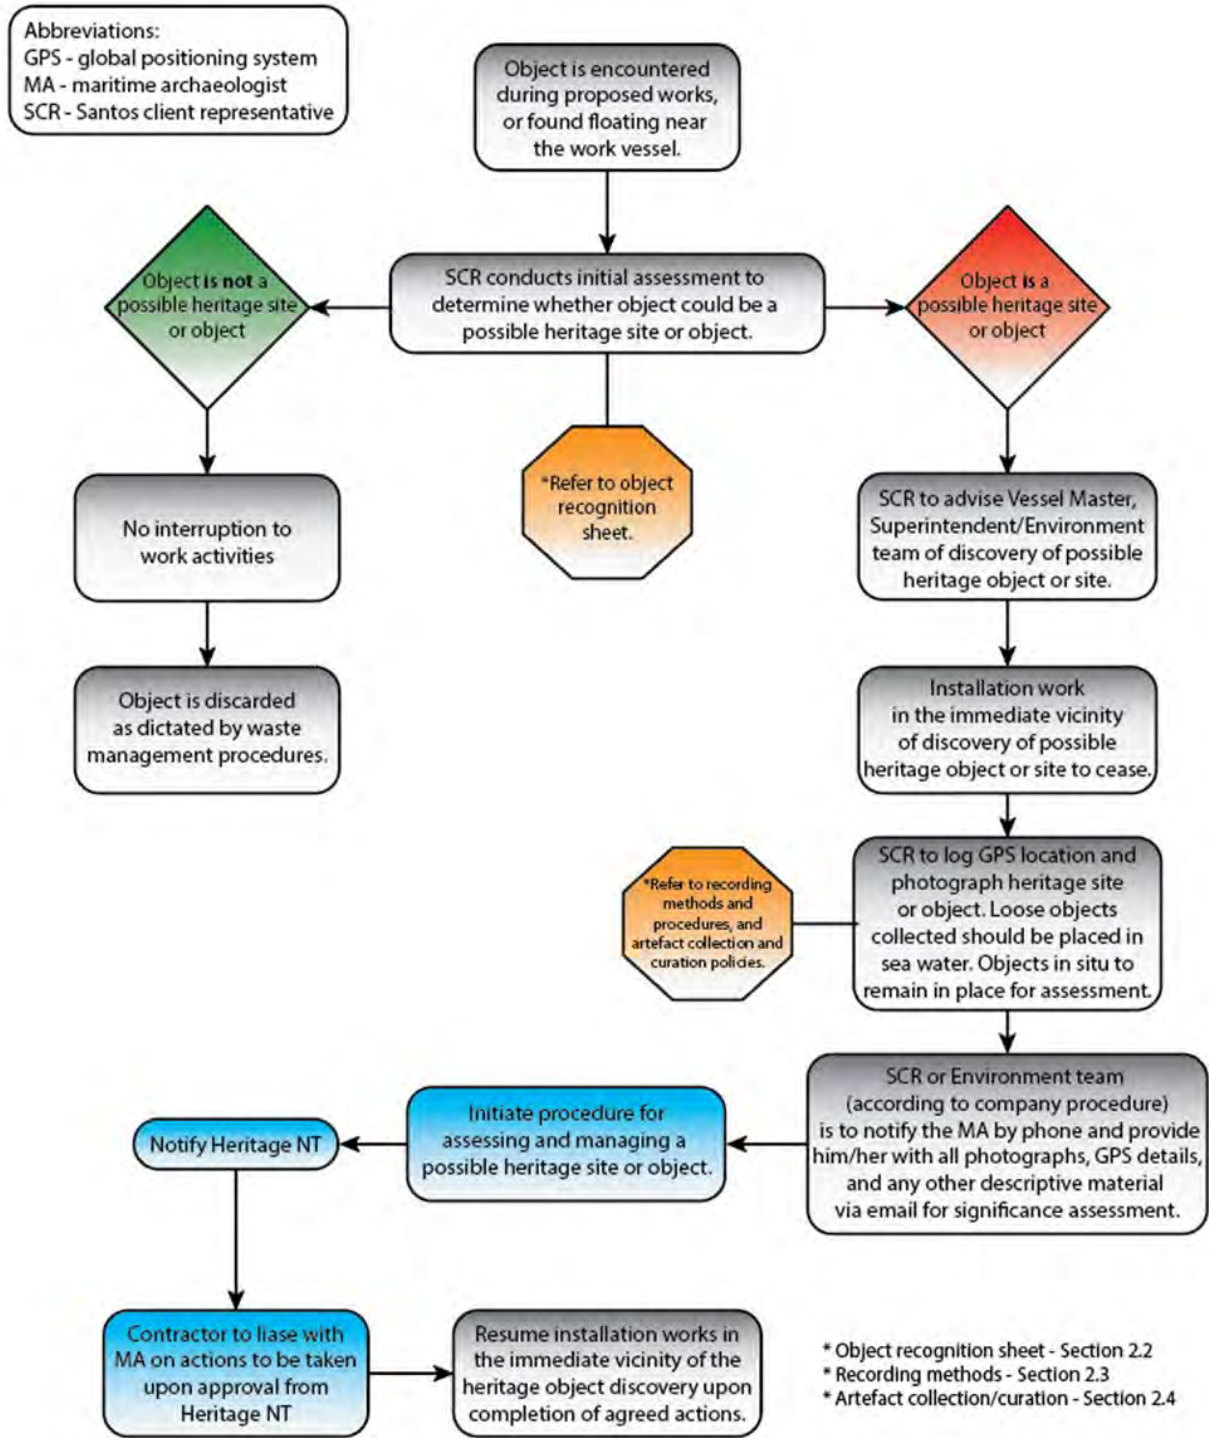 Abbreviations:
GPS - global positioning system
MA - maritime archaeologist
SCR - Santos client representative
Object is encountered
during proposed works,
or found floating near
the work vessel.
Object is not a
possible heritage site
or object
SCR conducts initial assessment to
determine whether object could be a
possible heritage site or object.
Object is a
possible heritage site
or object
*Refer to object
recognition
sheet.
No interruption to
work activities
SCR to advise Vessel Master,
Superintendent/Environment
team of discovery of possible
heritage object or site.
Object is discarded
as dictated by waste
management procedures.
Installation work
in the immediate vicinity
of discovery of possible
heritage object or site to cease.
*Refer to recording
methods and
procedures, and
artefact collection and
curation policies.
SCR to log GPS location and
photograph heritage site
or object. Loose objects
collected should be placed in
sea water. Objects in situ to
remain in place for assessment.
SCR or Environment team
(according to company procedure)
is to notify the MA by phone and provide
him/her with all photographs, GPS details,
and any other descriptive material
via email for significance assessment.
Initiate procedure for
assessing and managing a
possible heritage site or object.
Notify Heritage NT
Contractor to liase with
MA on actions to be taken
upon approval from
Heritage NT
Resume installation works in
the immediate vicinity of the
heritage object discovery upon
completion of agreed actions.
* Object recognition sheet - Section 2.2
* Recording methods - Section 2.3
* Artefact collection/curation - Section 2.4